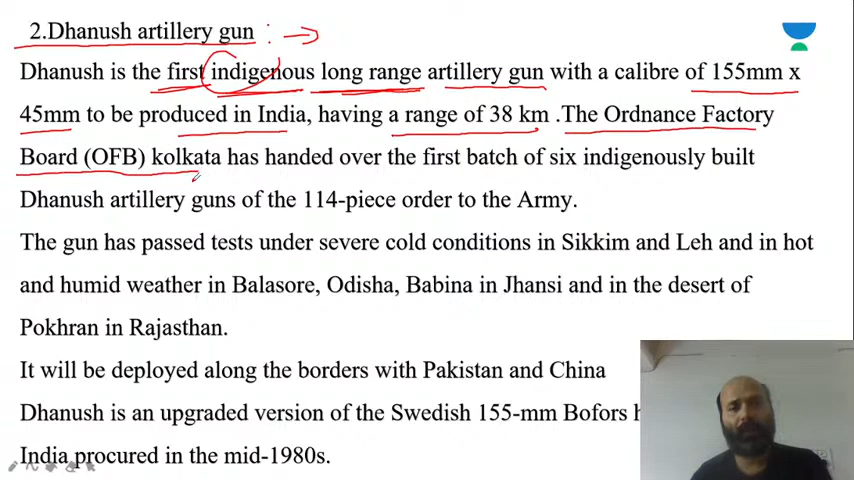 2.Dhanush artillery gun
Dhanush is the first indigenous long range artillery gun with a calibre of 155mm x
45mm to be produced in India, having a range of 38 km .The Ordnance Factory
Board (OFB) kolkata has handed over the first batch of six indigenously built
Dhanush artillery guns of the 114-piece order to the Army.
The gun has passed tests under severe cold conditions in Sikkim and Leh and in hot
and humid weather in Balasore, Odisha, Babina in Jhansi and in the desert of
Pokhran in Rajasthan.
It will be deployed along the borders with Pakistan and China
Dhanush is an upgraded version of the Swedish 155-mm Bofors
India procured in the mid-1980s.